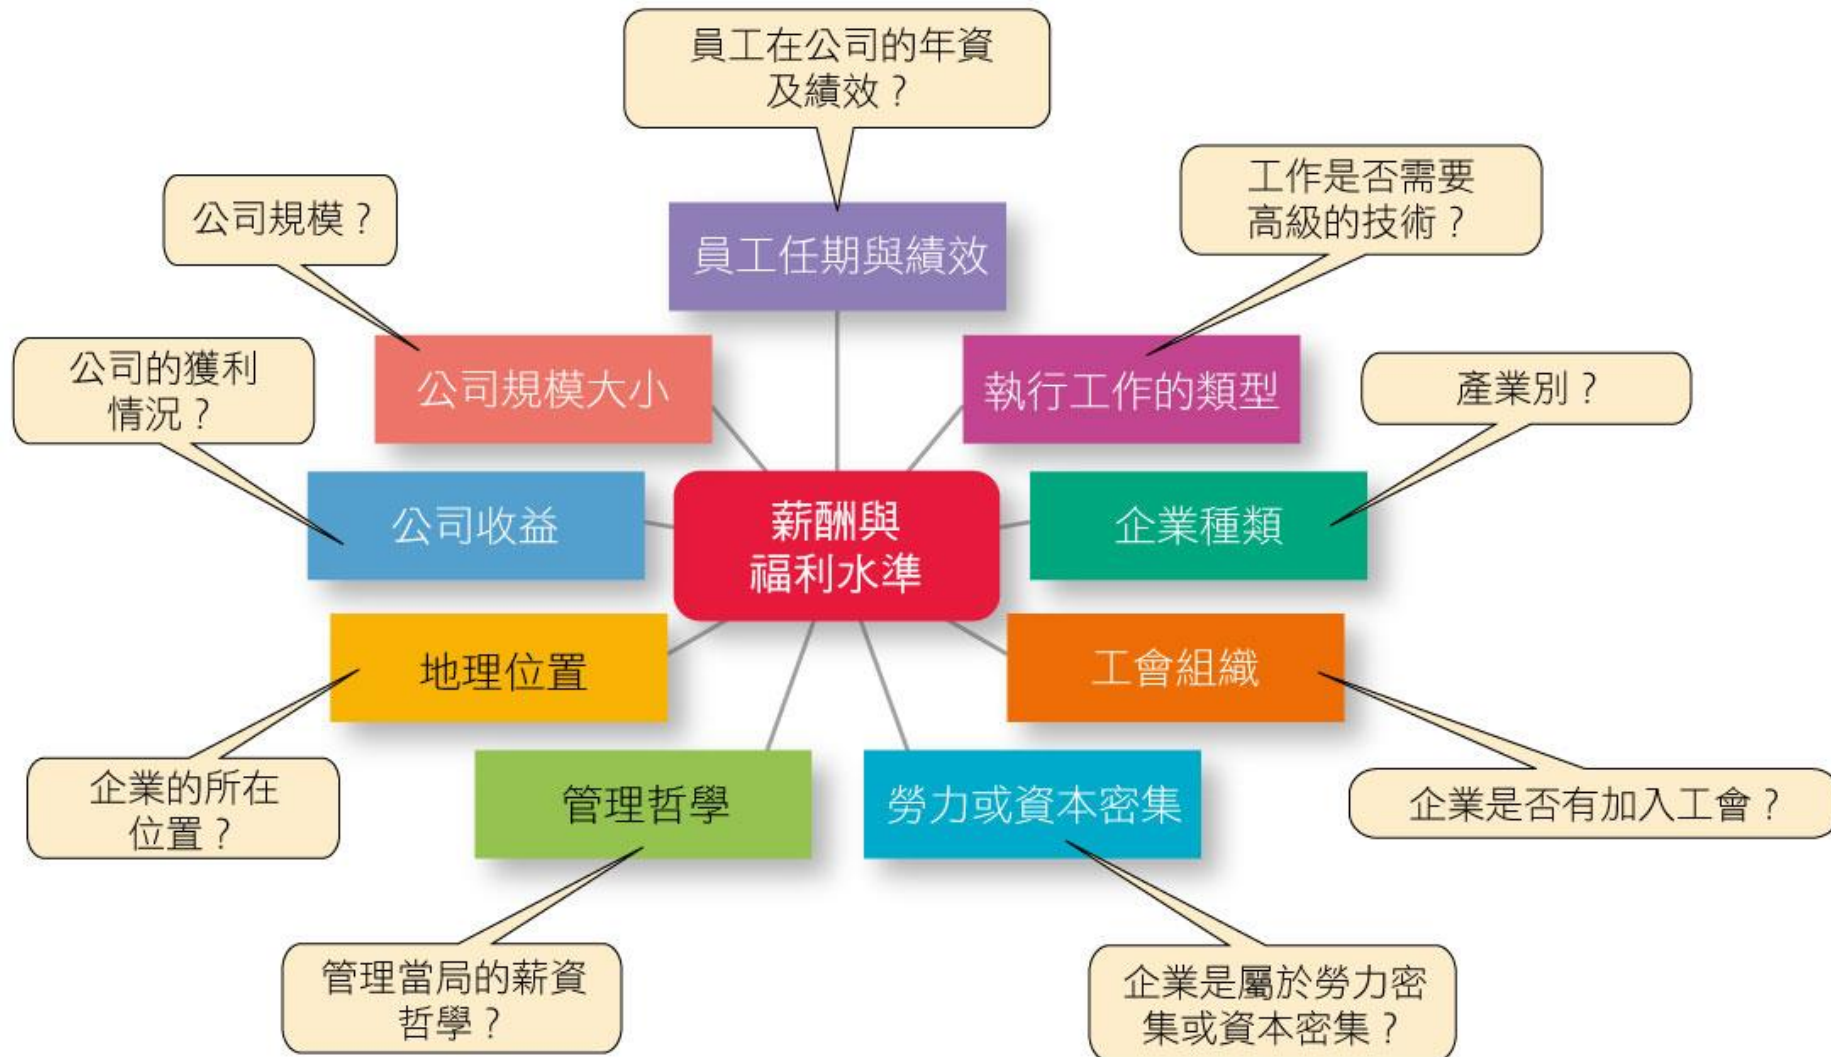 員工在公司的年資
及績效？
員工任期與績效
工作是否需要
高級的技術？
執行工作的類型
產業別？
企業種類
企業是否有加入工會？
工會組織
企業是屬於勞力密
集或資本密集？
勞力或資本密集
管理當局的薪資
哲學？
管理哲學
企業的所在
位置？
地理位置
公司的獲利
情況？
公司收益
公司規模？
公司規模大小
薪酬與
福利水準